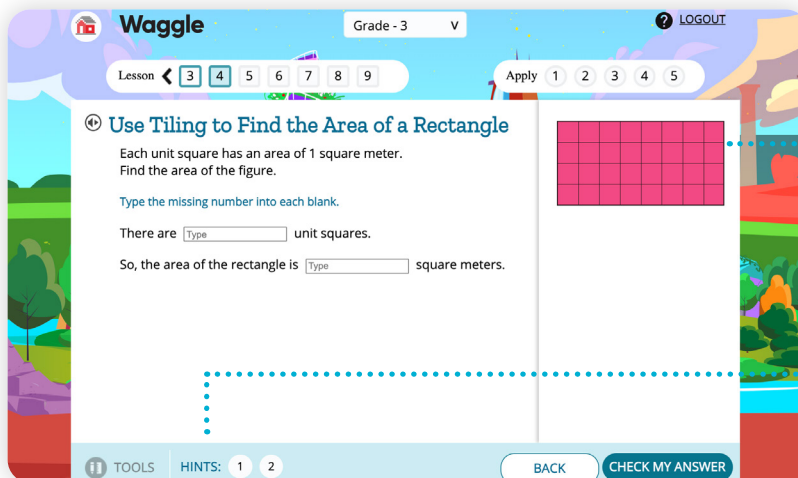 Waggle
Grade - 3 V
? LOGOUT
Lesson 3 4 5 6 7 8 9
Apply 1 2 3 4 5
Use Tiling to Find the Area of a Rectangle
Each unit square has an area of 1 square meter.
Find the area of the figure.
Type the missing number into each blank.
There are Type unit squares.
So, the area of the rectangle is Type square meters.
TOOLS
HINTS: 1 2
BACK
CHECK MY ANSWER